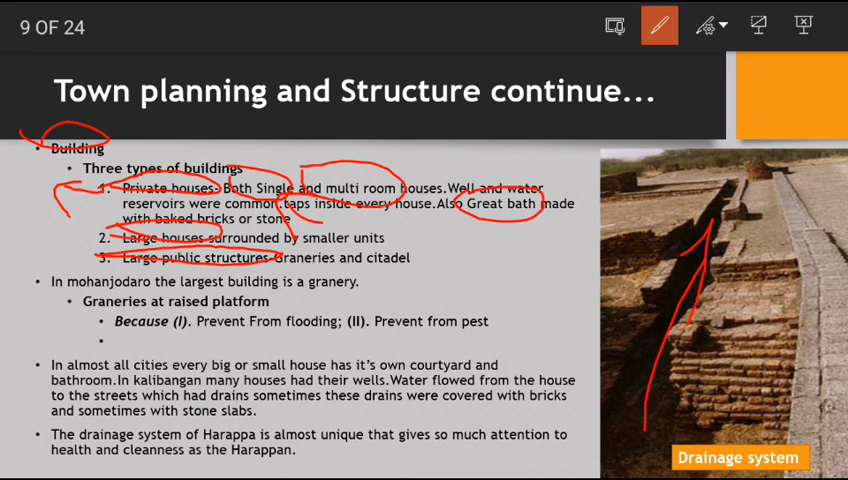 9 OF 24
Town planning and Structure continue...
• Building
• Three types of buildings
1. Private houses- Both Single and multi room houses.Well and water
reservoirs were common.taps inside every house.Also Great bath made
with baked bricks or stone
2. Large houses surrounded by smaller units
3. Large public structures-Graneries and citadel
• In mohanjodaro the largest building is a granery.
• Graneries at raised platform
• Because (I). Prevent From flooding; (II). Prevent from pest
•
• In almost all cities every big or small house has it's own courtyard and
bathroom.In kalibangan many houses had their wells.Water flowed from the house
to the streets which had drains sometimes these drains were covered with bricks
and sometimes with stone slabs.
• The drainage system of Harappa is almost unique that gives so much attention to
health and cleanness as the Harappan.
Drainage system